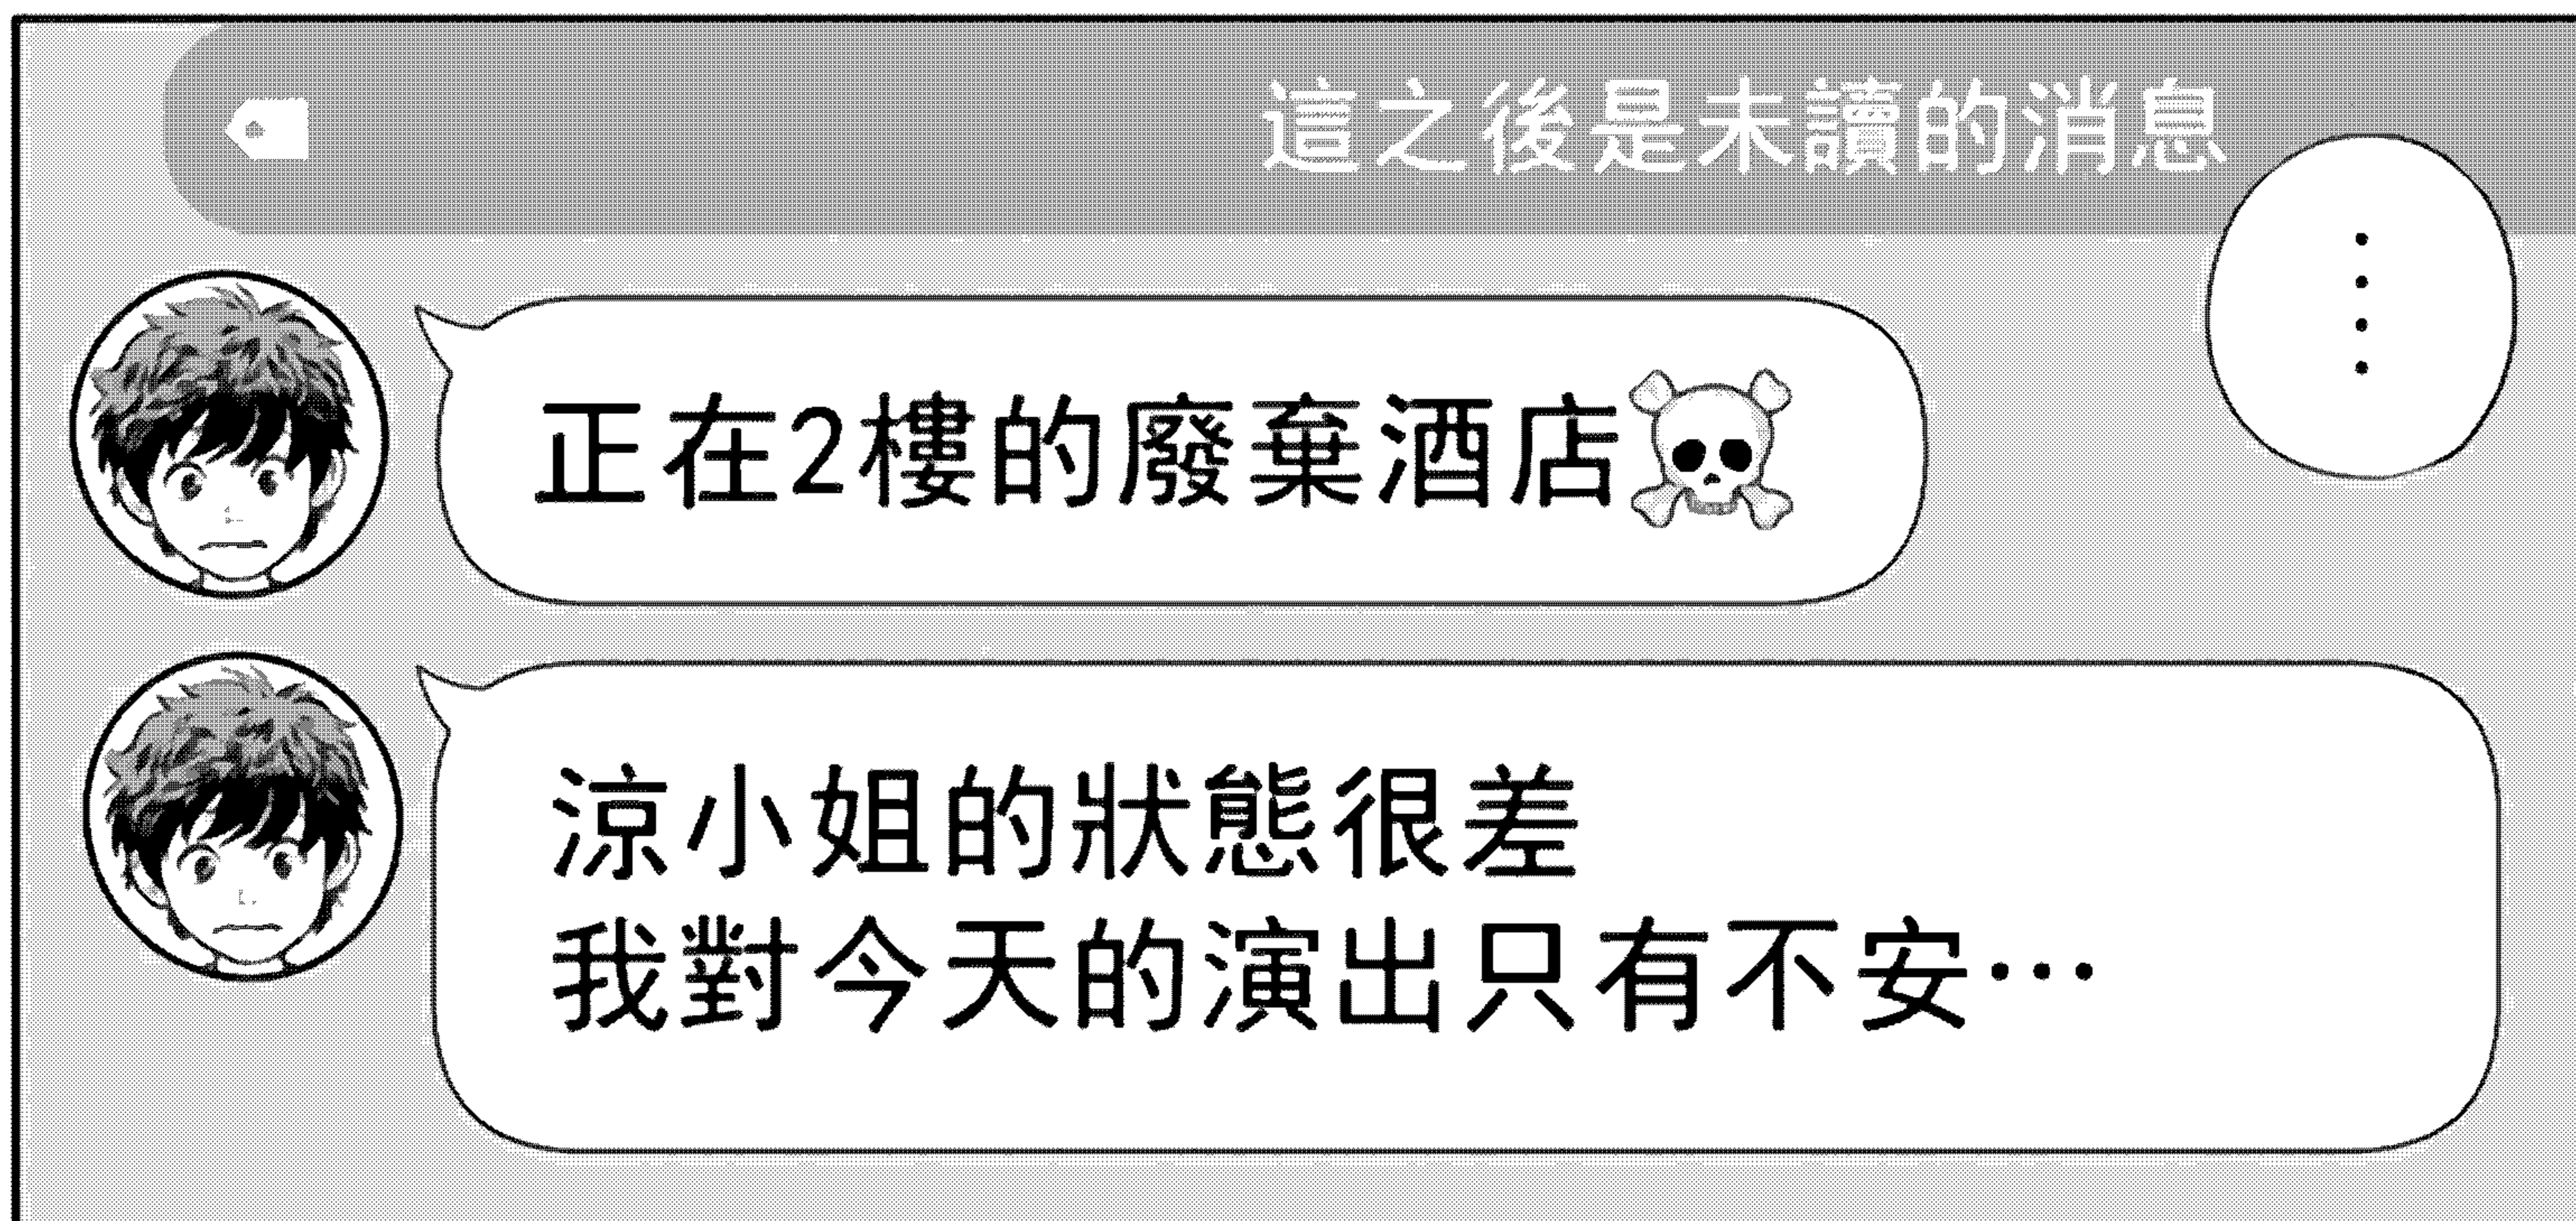 這之後是未讀的消息
....
正在2樓的廢棄酒店☠
涼小姐的狀態很差
我對今天的演出只有不安…